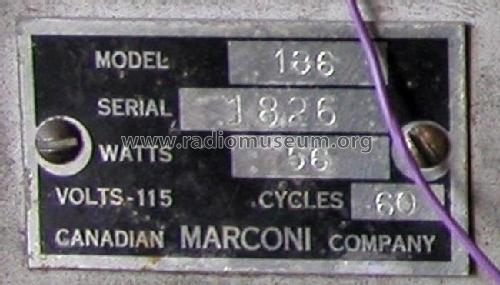 MODEL 186
SERIAL 1826
www.radiomuseum.org
WATTS 56
VOLTS-115 CYCLES 60
CANADIAN MARCONI COMPANY